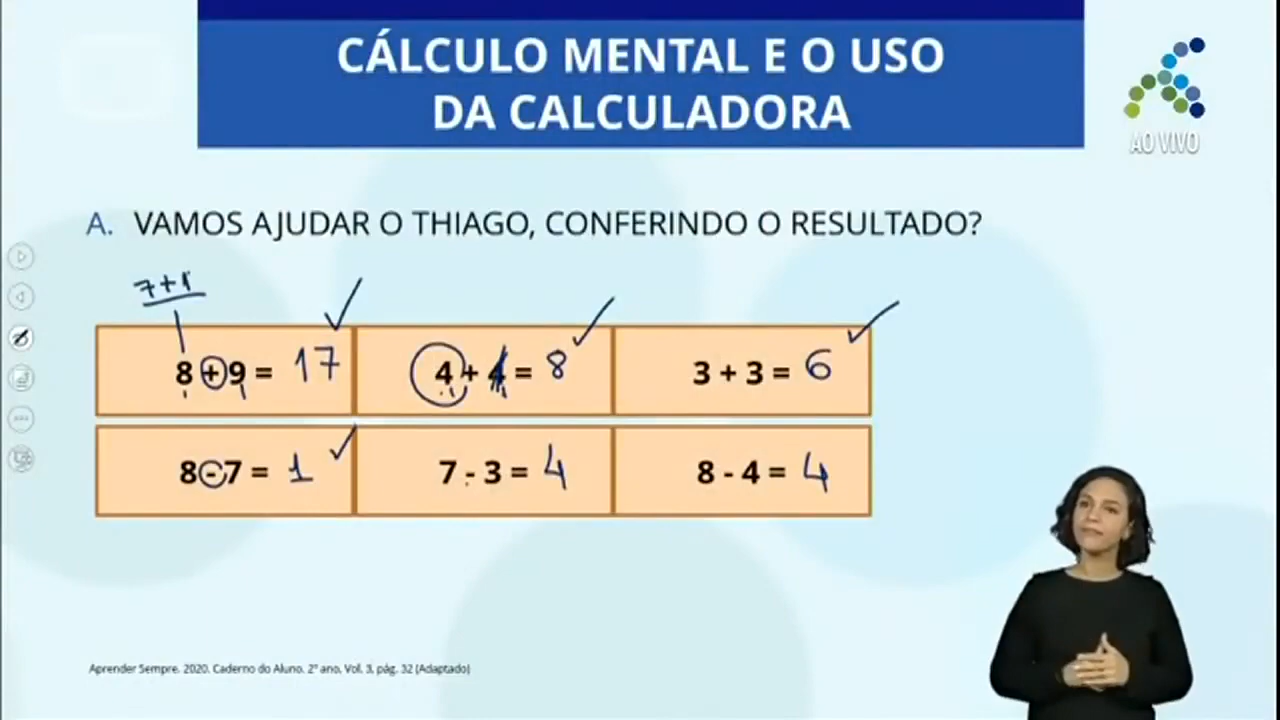 CÁLCULO MENTAL E O USO
DA CALCULADORA
AO VIVO
A. VAMOS AJUDAR O THIAGO, CONFERINDO O RESULTADO?
7+1
8 + 9 = 17
4 + 4 = 8
3 + 3 = 6
8 - 7 = 1
7 - 3 = 4
8 - 4 = 4
Aprender Sempre. 2020. Caderno do Aluno. 2º ano. Vol. 3, pág. 32 (Adaptado)